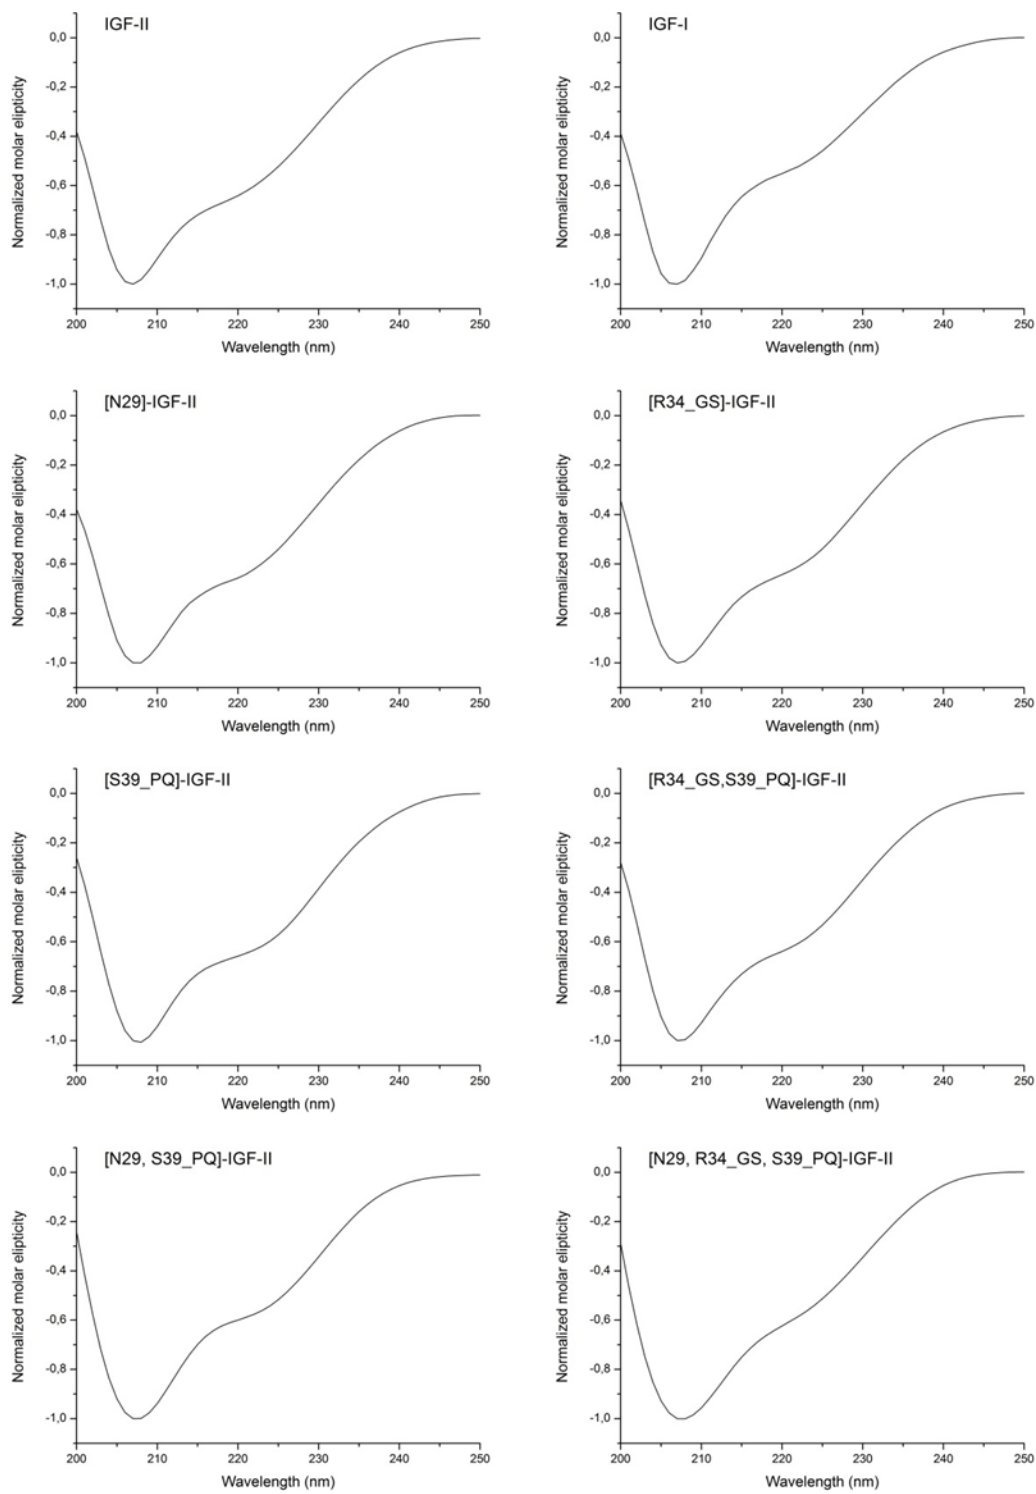 IGF-II
Normalized molar elipticity
0,0
-0,2
-0,4
-0,6
-0,8
-1,0
200 210 220 230 240 250
Wavelength (nm)
IGF-I
Normalized molar elipticity
0,0
-0,2
-0,4
-0,6
-0,8
-1,0
200 210 220 230 240 250
Wavelength (nm)
[N29]-IGF-II
Normalized molar elipticity
0,0
-0,2
-0,4
-0,6
-0,8
-1,0
200 210 220 230 240 250
Wavelength (nm)
[R34_GS]-IGF-II
Normalized molar elipticity
0,0
-0,2
-0,4
-0,6
-0,8
-1,0
200 210 220 230 240 250
Wavelength (nm)
[S39_PQ]-IGF-II
Normalized molar elipticity
0,0
-0,2
-0,4
-0,6
-0,8
-1,0
200 210 220 230 240 250
Wavelength (nm)
[R34_GS,S39_PQ]-IGF-II
Normalized molar elipticity
0,0
-0,2
-0,4
-0,6
-0,8
-1,0
200 210 220 230 240 250
Wavelength (nm)
[N29, S39_PQ]-IGF-II
Normalized molar elipticity
0,0
-0,2
-0,4
-0,6
-0,8
-1,0
200 210 220 230 240 250
Wavelength (nm)
[N29, R34_GS, S39_PQ]-IGF-II
Normalized molar elipticity
0,0
-0,2
-0,4
-0,6
-0,8
-1,0
200 210 220 230 240 250
Wavelength (nm)